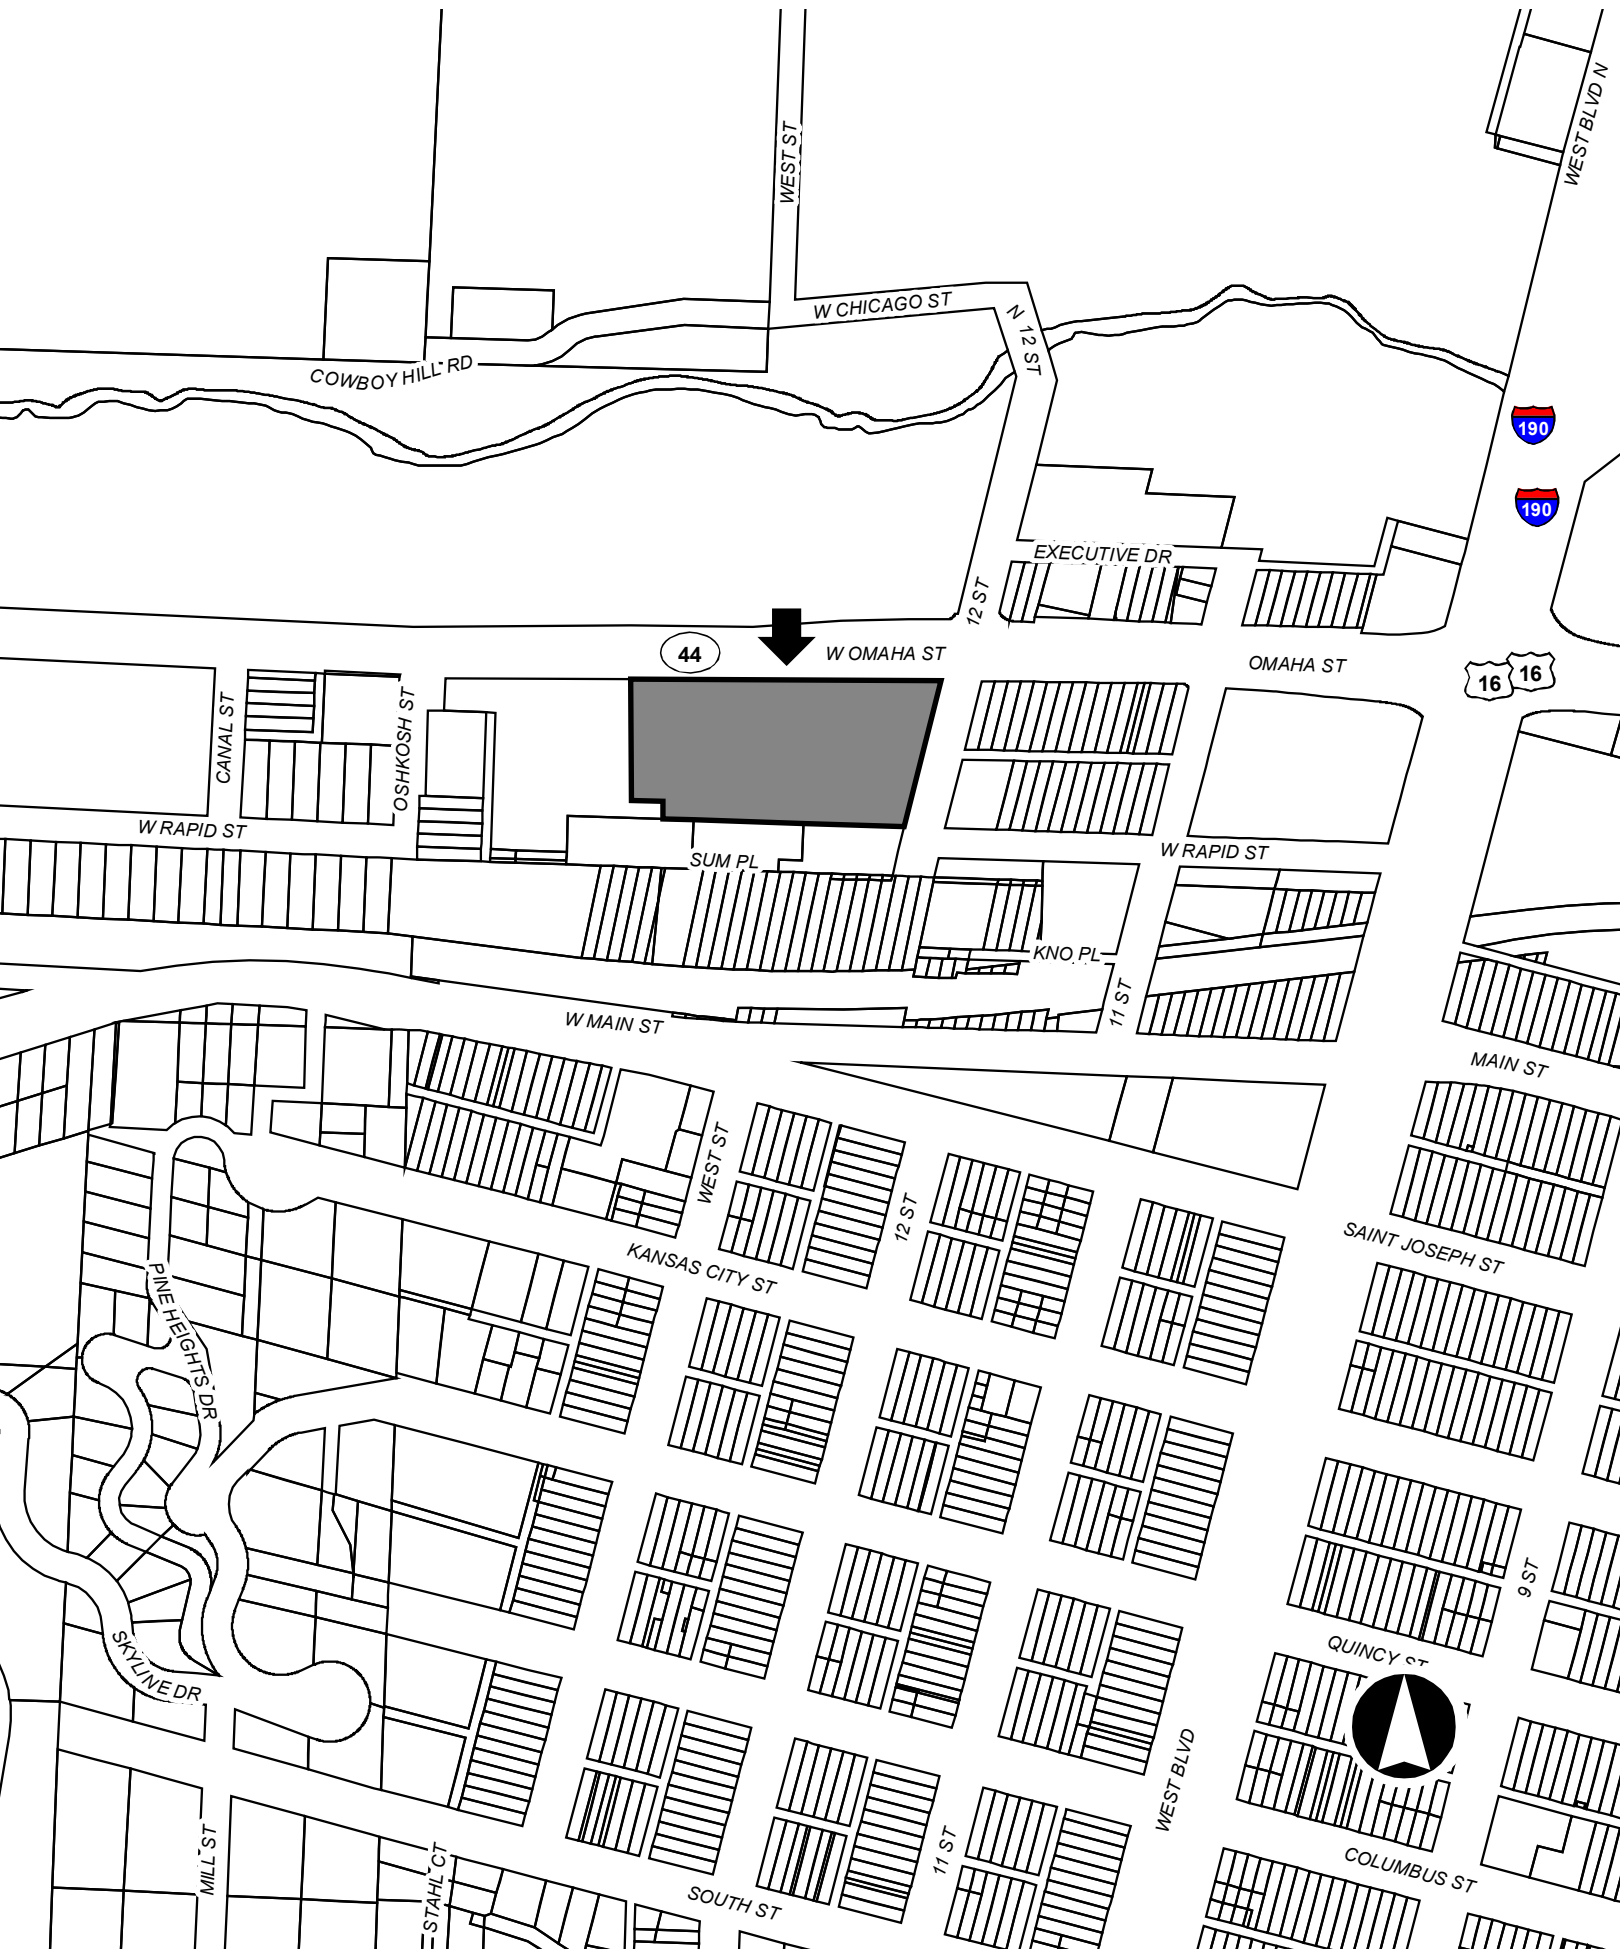 WEST ST
WEST BLVD N
W CHICAGO ST
N 12 ST
COWBOY HILL RD
190
190
EXECUTIVE DR
12 ST
44
W OMAHA ST
OMAHA ST
16
16
CANAL ST
OSHKOSH ST
W RAPID ST
SUM PL
W RAPID ST
KNO PL
11 ST
W MAIN ST
MAIN ST
WEST ST
12 ST
SAINT JOSEPH ST
KANSAS CITY ST
PINE HEIGHTS DR
9 ST
QUINCY ST
SKYLINE DR
WEST BLVD
MILL ST
STAHL CT
11 ST
COLUMBUS ST
SOUTH ST